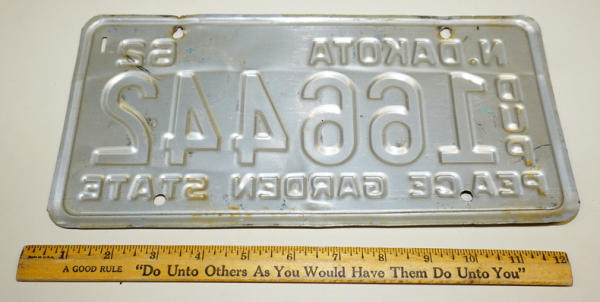 N. DAKOTA 62
DUP
166442
PEACE GARDEN STATE
1 2 3 4 5 6 7 8 9 10 11 12
A GOOD RULE "Do Unto Others As You Would Have Them Do Unto You"